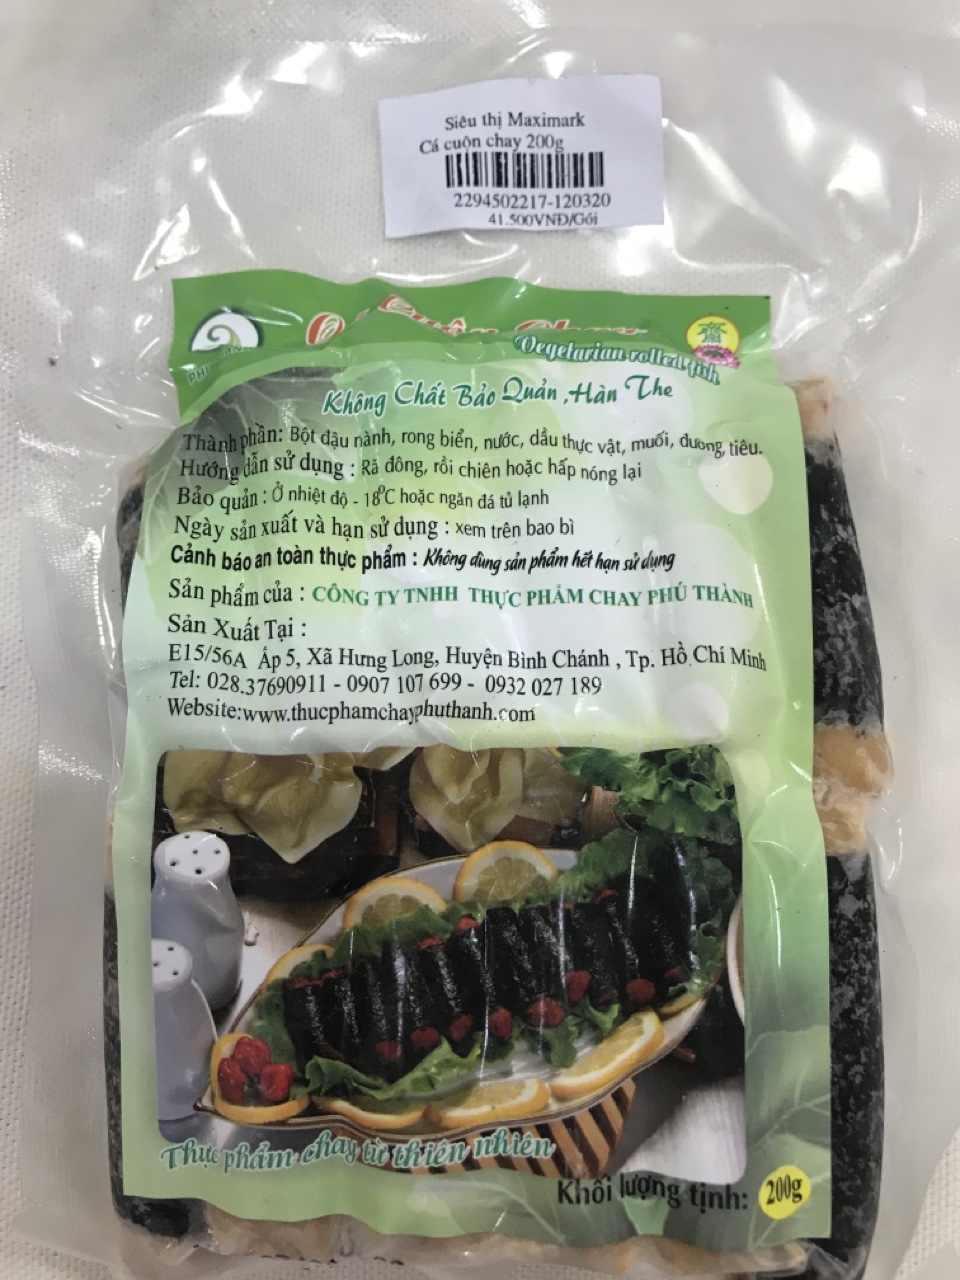 Siêu thị Maximark
Cá cuộn chay 200g
2294502217-120320
41.500VNĐ/Gói
Vegetarian rolled fish
Không Chất Bảo Quản ,Hàn The
Thành phần: Bột đậu nành, rong biển, nước, dầu thực vật, muối, đường, tiêu.
Hướng dẫn sử dụng : Rã đông, rồi chiên hoặc hấp nóng lại
Bảo quản : Ở nhiệt độ - 18⁰C hoặc ngăn đá tủ lạnh
Ngày sản xuất và hạn sử dụng : xem trên bao bì
Cảnh báo an toàn thực phẩm : Không dùng sản phẩm hết hạn sử dụng
Sản phẩm của : CÔNG TY TNHH THỰC PHẨM CHAY PHÚ THÀNH
Sản Xuất Tại :
E15/56A Ấp 5, Xã Hưng Long, Huyện Bình Chánh , Tp. Hồ Chí Minh
Tel: 028.37690911 - 0907 107 699 - 0932 027 189
Website:www.thucphamchayphuthanh.com
Thực phẩm chay từ thiên nhiên
Khối lượng tịnh: 200g